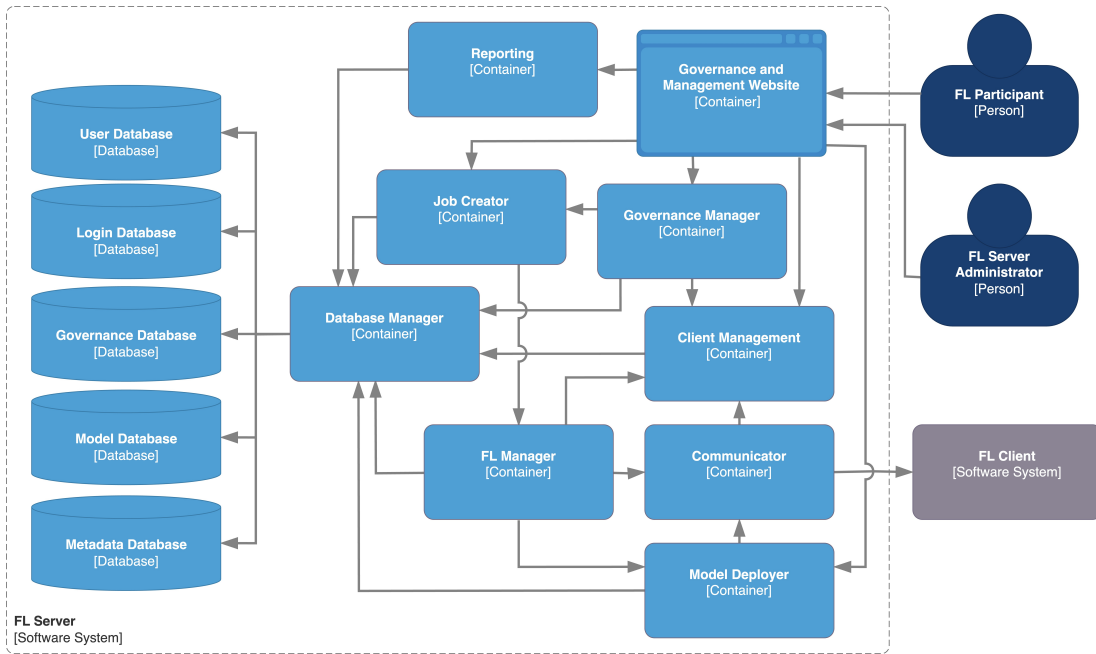 Reporting
[Container]
Governance and
Management Website
[Container]
FL Participant
[Person]
User Database
[Database]
Job Creator
[Container]
Governance Manager
[Container]
Login Database
[Database]
FL Server
Administrator
[Person]
Database Manager
[Container]
Client Management
[Container]
Governance Database
[Database]
Model Database
[Database]
FL Manager
[Container]
Communicator
[Container]
FL Client
[Software System]
Metadata Database
[Database]
Model Deployer
[Container]
FL Server
[Software System]